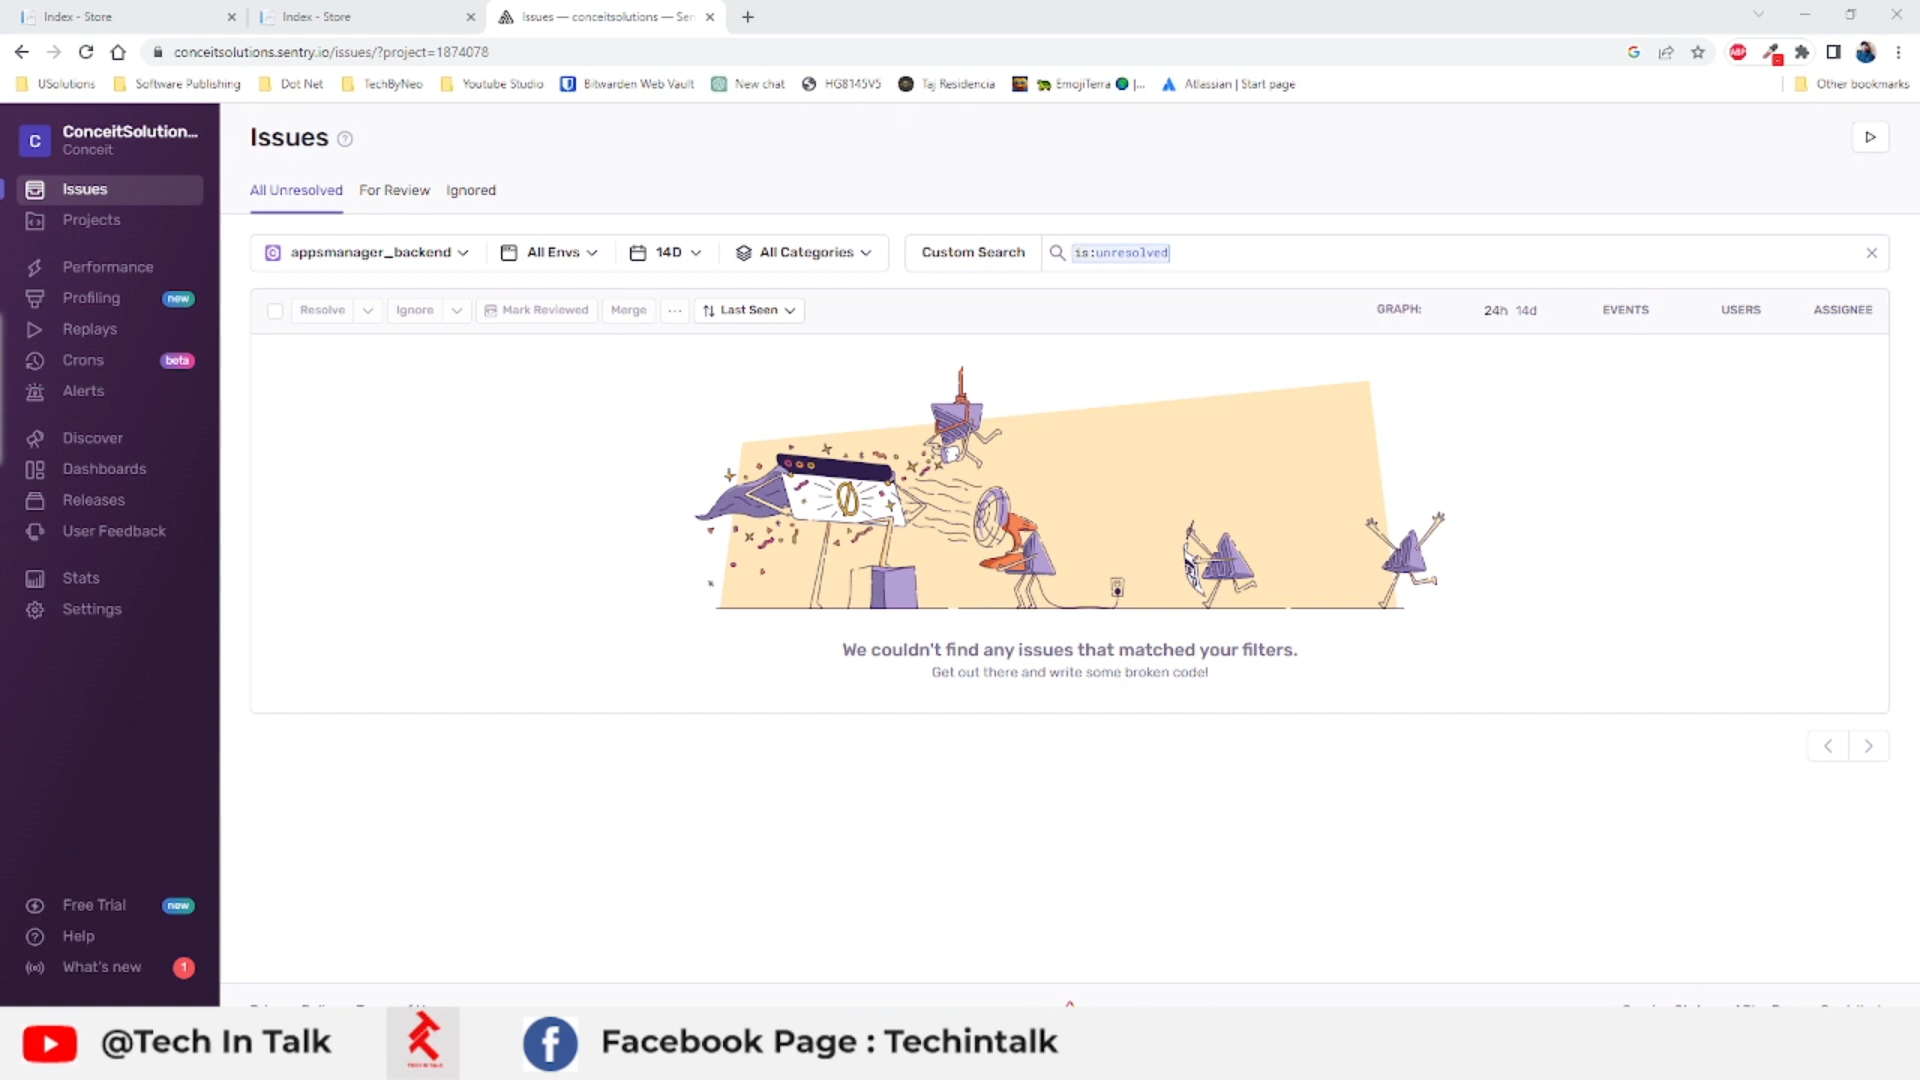 Index - Store
Index - Store
Issues — conceitsolutions — Sen
conceitsolutions.sentry.io/issues/?project=1874078
USolutions
Software Publishing
Dot Net
TechByNeo
Youtube Studio
Bitwarden Web Vault
New chat
HG8145V5
Taj Residencia
EmojiTerra
|...
Atlassian | Start page
Other bookmarks
ABP
C
ConceitSolution...
Conceit
Issues
Projects
Performance
Profiling new
Replays
Crons beta
Alerts
Discover
Dashboards
Releases
User Feedback
Stats
Settings
Free Trial new
Help
What's new 1
Issues
All Unresolved For Review Ignored
appsmanager_backend All Envs 14D All Categories Custom Search is:unresolved
Resolve Ignore Mark Reviewed Merge ... Last Seen GRAPH: 24h 14d EVENTS USERS ASSIGNEE
We couldn't find any issues that matched your filters.
Get out there and write some broken code!
@Tech In Talk
TECH IN TALK
Facebook Page : Techintalk